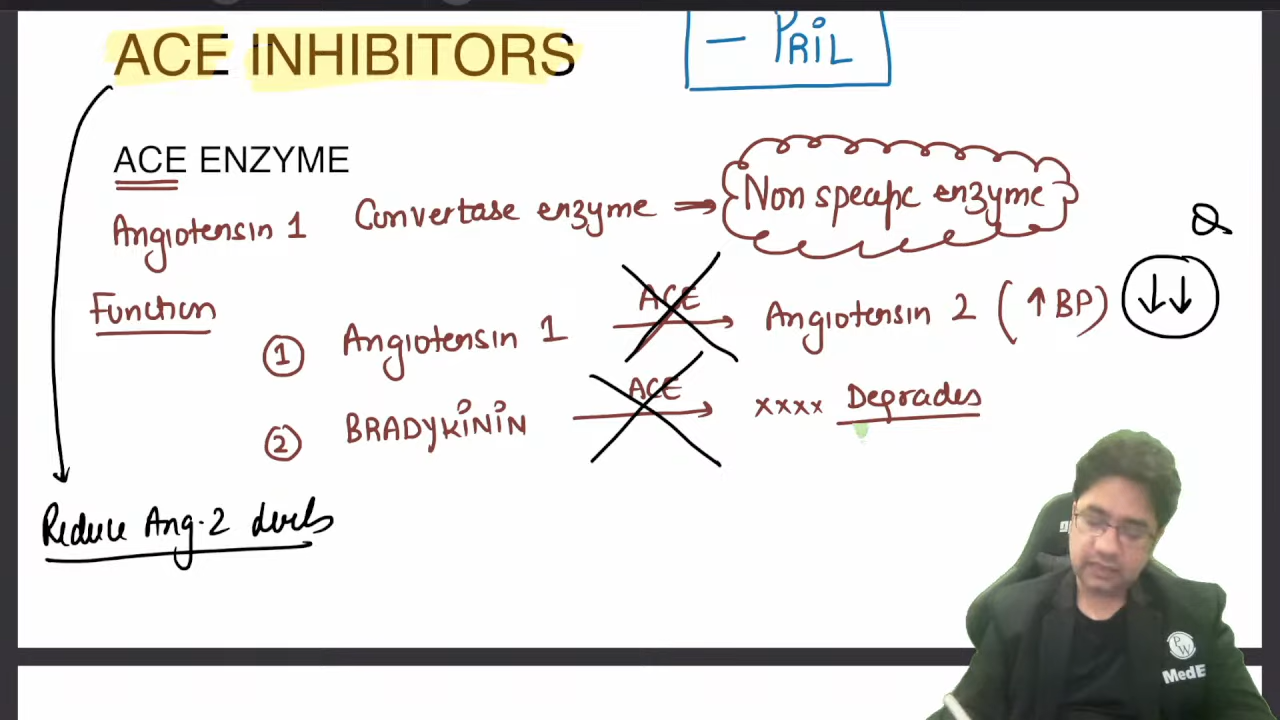 ACE INHIBITORS
- PRIL
ACE ENZYME
Angiotensin 1 Convertase enzyme → Non specific enzyme
Function
① Angiotensin 1 ACE → Angiotensin 2 (↑ BP) ↓↓
② BRADYKININ ACE → xxxx Degrades
Reduce Ang-2 levels
PW
MedE